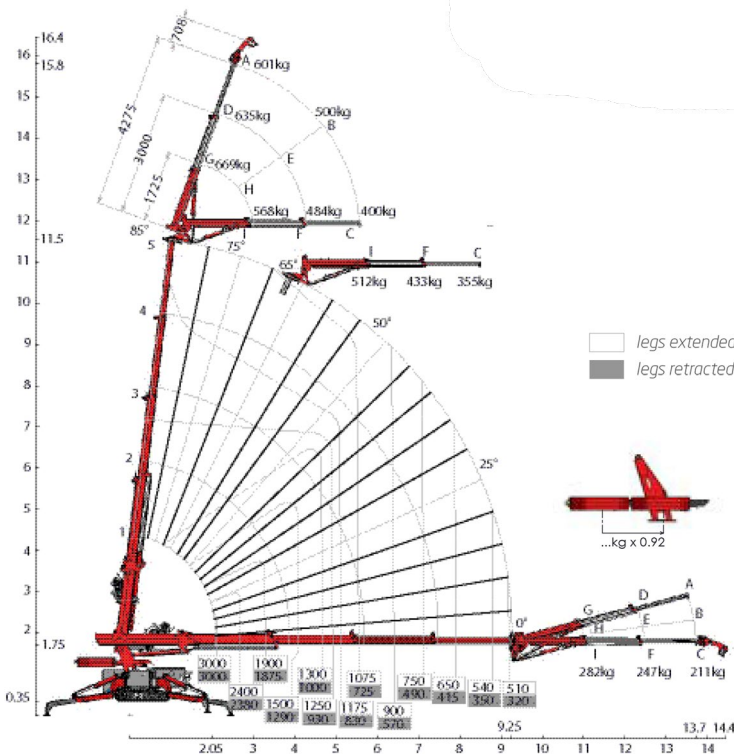 16.4
708
16
15.8
A 601kg
15
4275
D 635kg
500kg
B
14
3000
E
G 669kg
13
1725
H
12
568kg 484kg 400kg
85°
I F C
11.5
5
75°
11
65°
I F C
512kg 433kg 355kg
10
4
50°
9
legs extended
8
legs retracted
3
7
2
25°
6
5
...kg x 0.92
4
1
3
A
D
G
E B
2
0°
H
1.75
I F C
282kg 247kg 211kg
3000 1900 1300 1075 750 650 540 510
3000 1875 1000 725 490 415 350 320
2400 1500 1250 1175 900
2380 1290 930 830 570
0.35
9.25 13.7 14.4
2.05 3 4 5 6 7 8 9 10 11 12 13 14